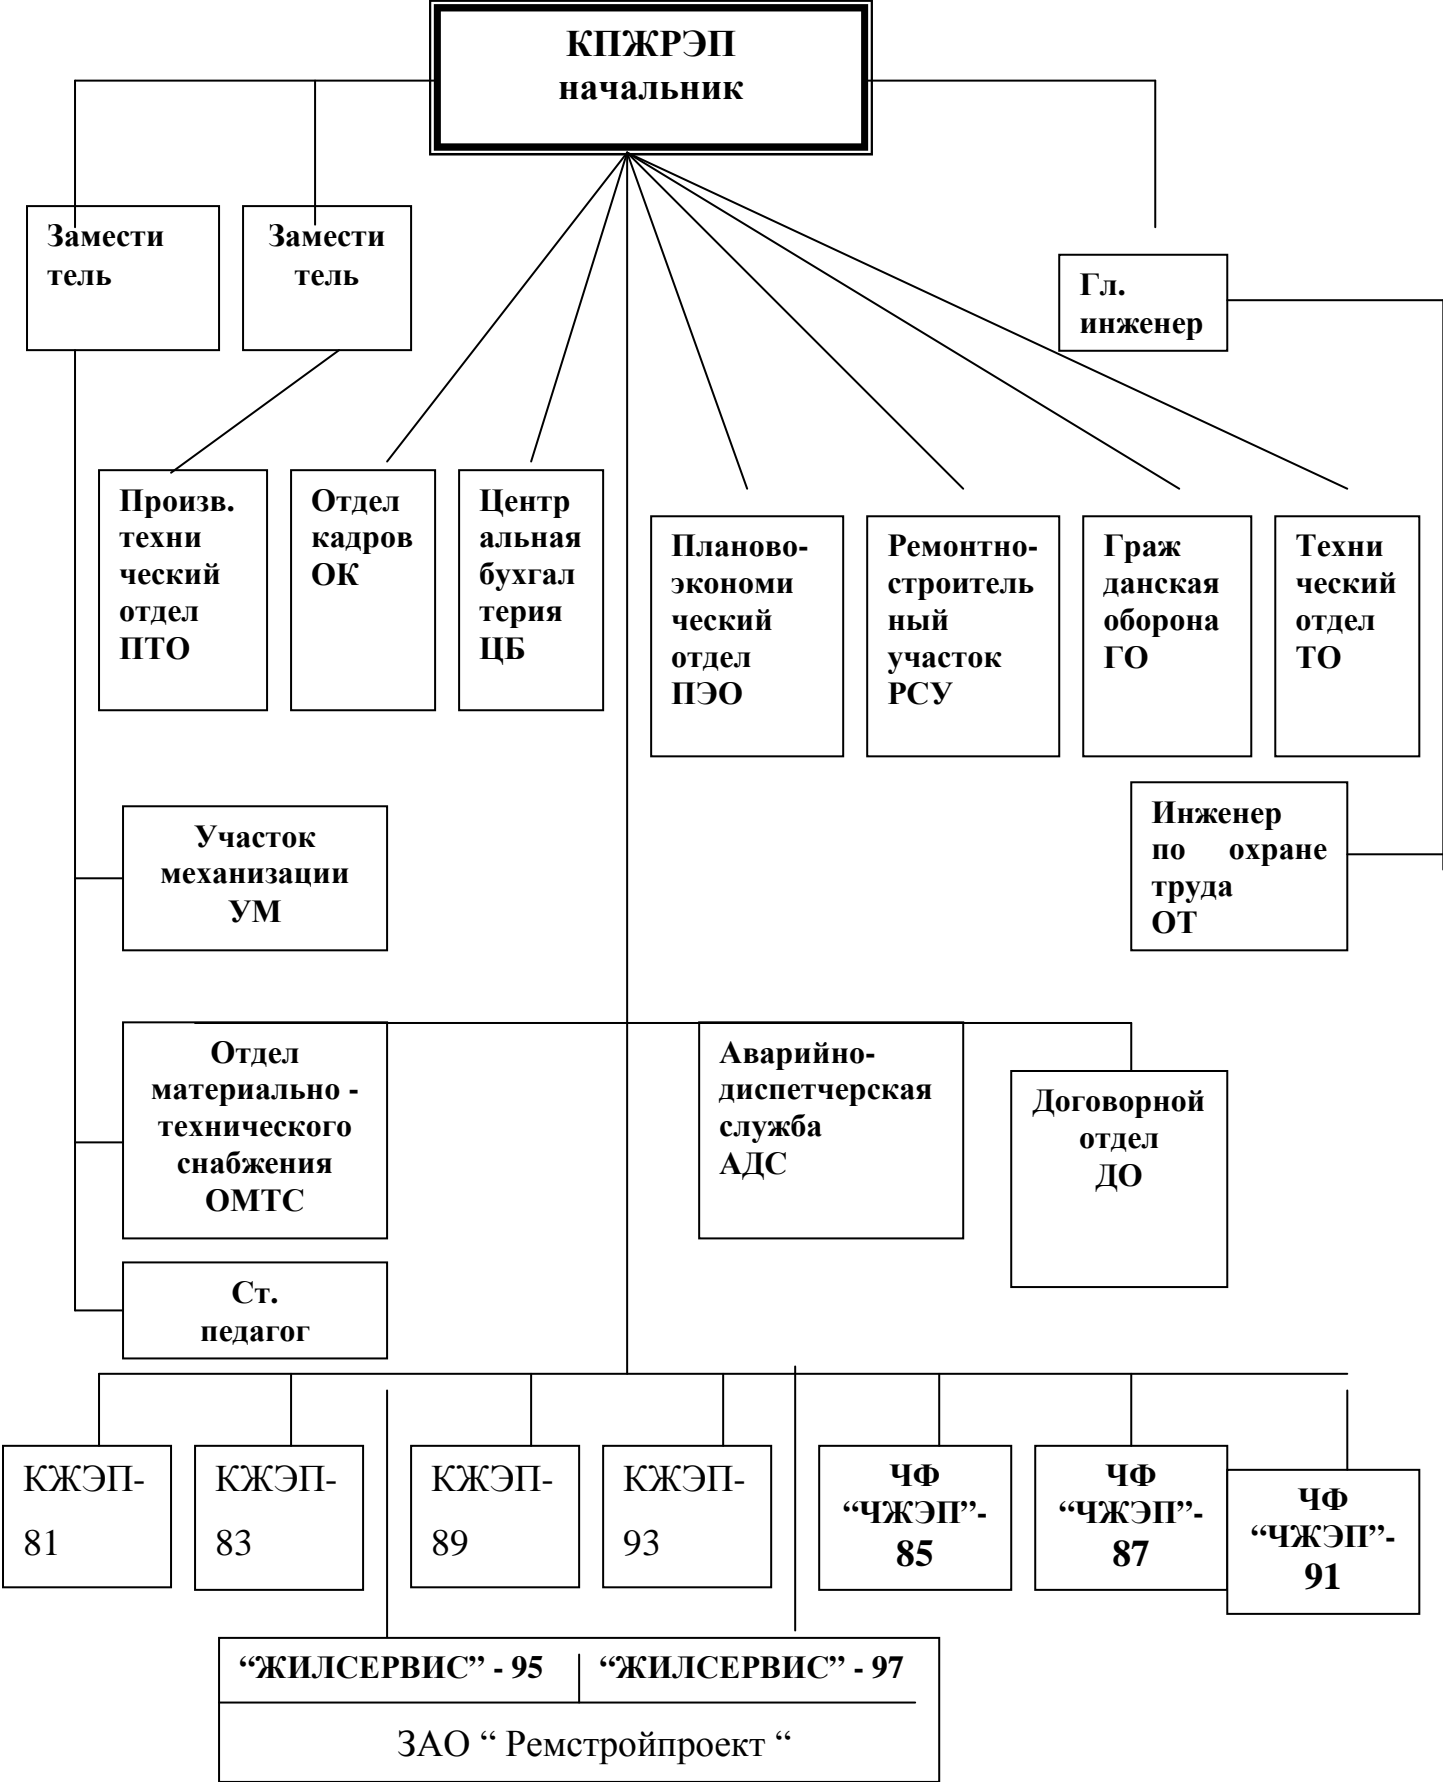 КПЖРЭП
начальник
Замести
тель
Замести
тель
Гл.
инженер
Произв.
техни
ческий
отдел
ПТО
Отдел
кадров
ОК
Центр
альная
бухгал
терия
ЦБ
Планово-
экономи
ческий
отдел
ПЭО
Ремонтно-
строитель
ный
участок
РСУ
Граж
данская
оборона
ГО
Техни
ческий
отдел
ТО
Участок
механизации
УМ
Инженер
по охране
труда
ОТ
Отдел
материально -
технического
снабжения
ОМТС
Аварийно-
диспетчерская
служба
АДС
Договорной
отдел
ДО
Ст.
педагог
КЖЭП-
81
КЖЭП-
83
КЖЭП-
89
КЖЭП-
93
ЧФ
“ЧЖЭП”-
85
ЧФ
“ЧЖЭП”-
87
ЧФ
“ЧЖЭП”-
91
“ЖИЛСЕРВИС” - 95
“ЖИЛСЕРВИС” - 97
ЗАО “ Ремстройпроект “